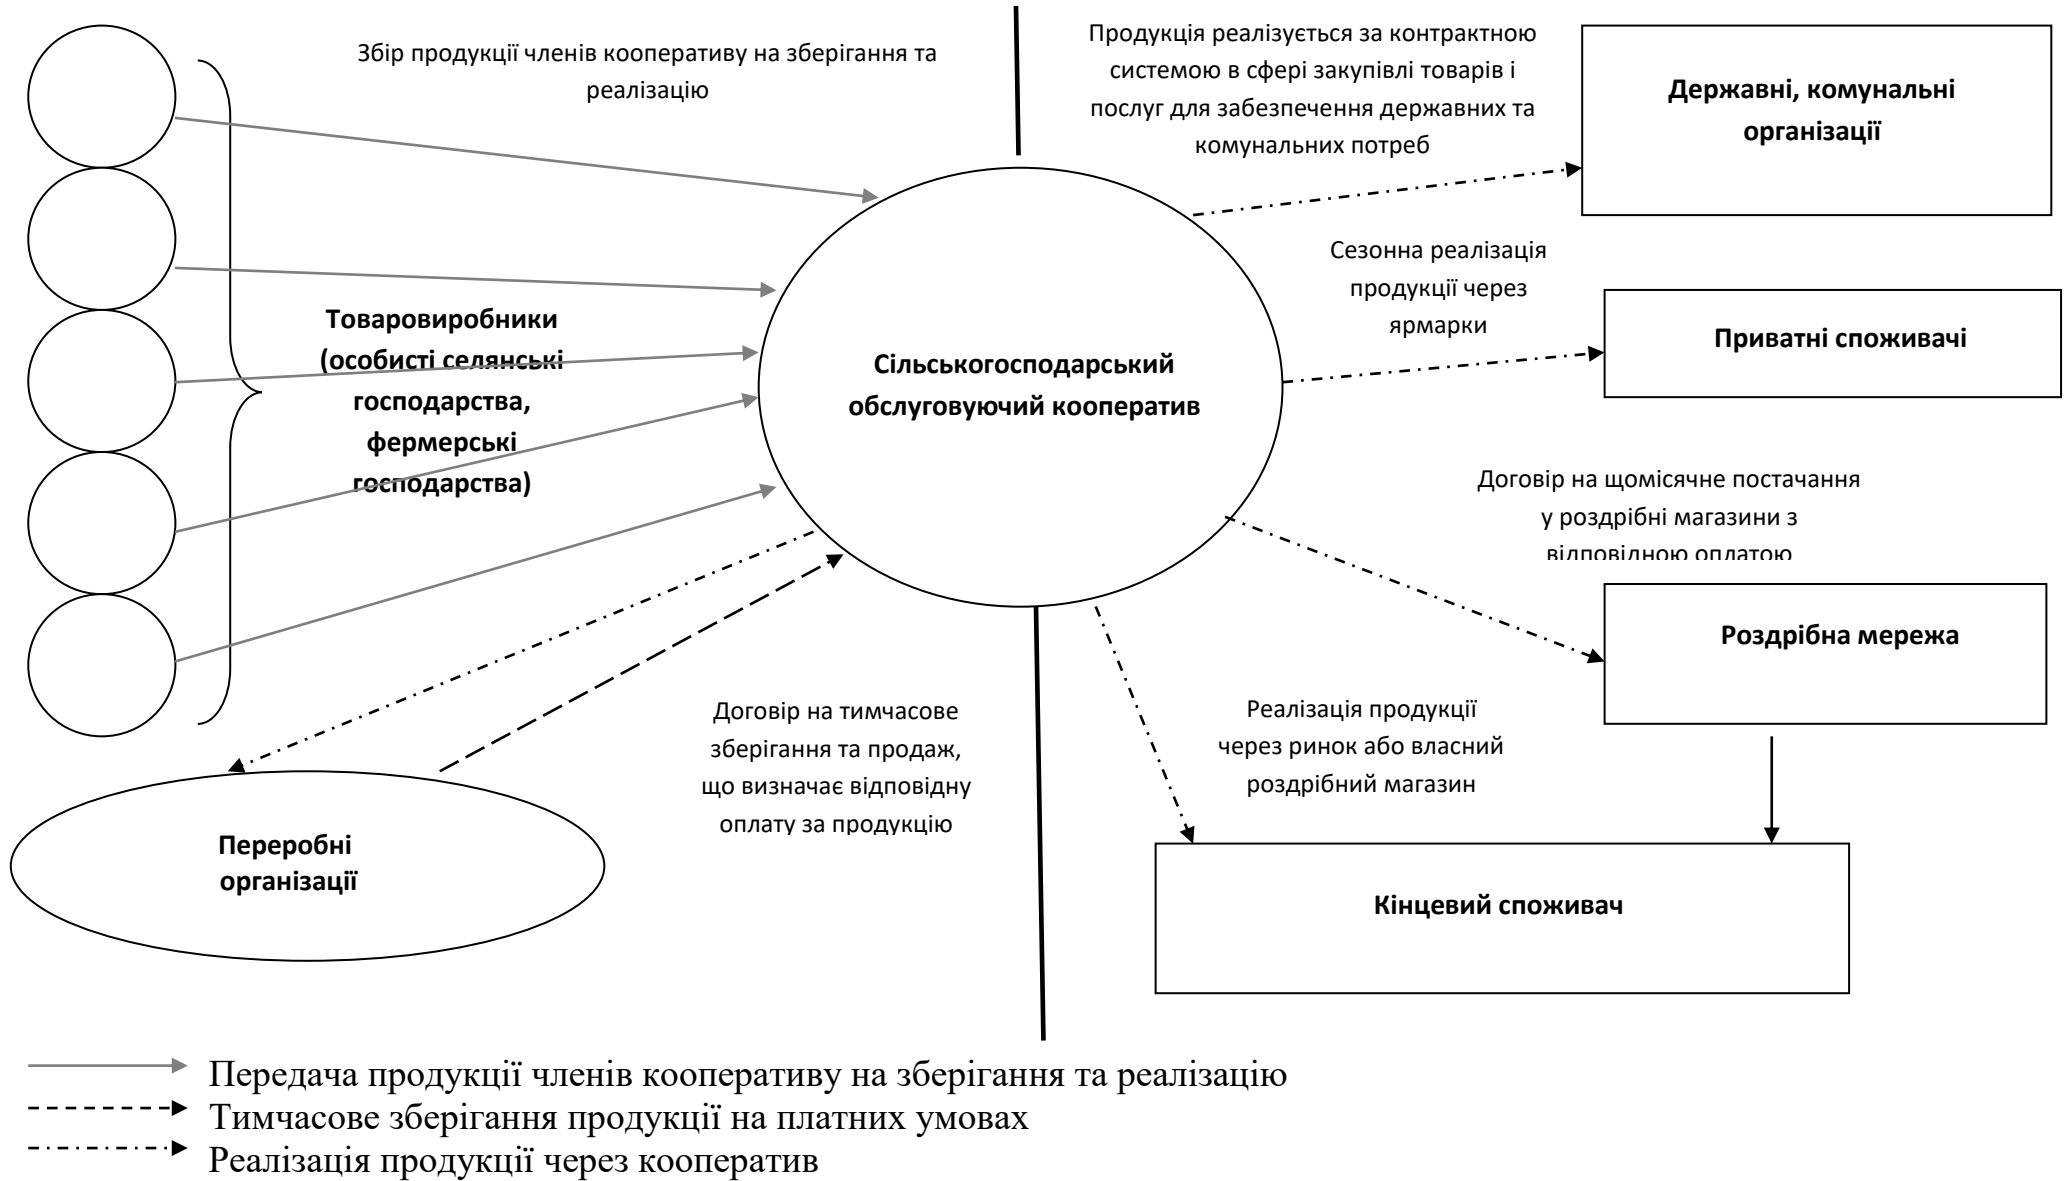 Збір продукції членів кооперативу на зберігання та
реалізацію
Продукція реалізується за контрактною
системою в сфері закупівлі товарів і
послуг для забезпечення державних та
комунальних потреб
Державні, комунальні
організації
Сезонна реалізація
продукції через
ярмарки
Приватні споживачі
Товаровиробники
(особисті селянські
господарства,
фермерські
господарства)
Сільськогосподарський
обслуговуючий кооператив
Договір на щомісячне постачання
у роздрібні магазини з
відповідною оплатою
Роздрібна мережа
Договір на тимчасове
зберігання та продаж,
що визначає відповідну
оплату за продукцію
Реалізація продукції
через ринок або власний
роздрібний магазин
Переробні
організації
Кінцевий споживач
Передача продукції членів кооперативу на зберігання та реалізацію
Тимчасове зберігання продукції на платних умовах
Реалізація продукції через кооператив